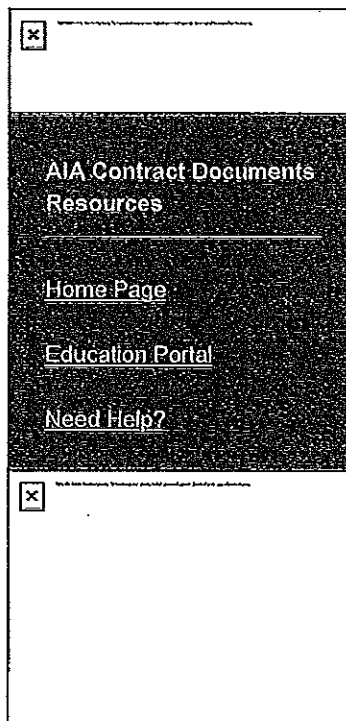 AIA Contract Documents
Resources
Home Page
Education Portal
Need Help?